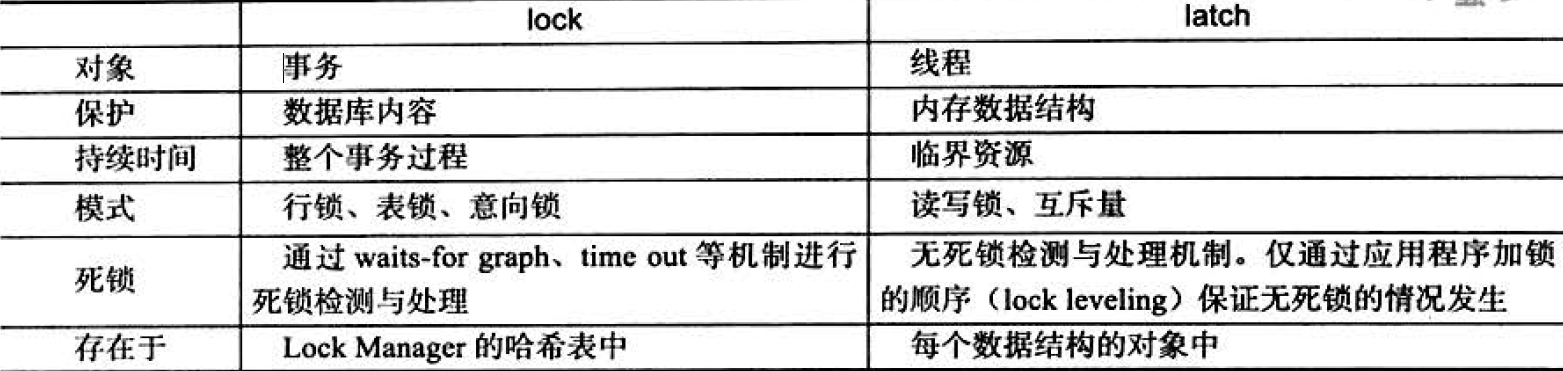 lock latch
对象 事务 线程
保护 数据库内容 内存数据结构
持续时间 整个事务过程 临界资源
模式 行锁、表锁、意向锁 读写锁、互斥量
死锁 通过 waits-for graph、time out 等机制进行 无死锁检测与处理机制。仅通过应用程序加锁
死锁检测与处理 的顺序（lock leveling）保证无死锁的情况发生
存在于 Lock Manager 的哈希表中 每个数据结构的对象中